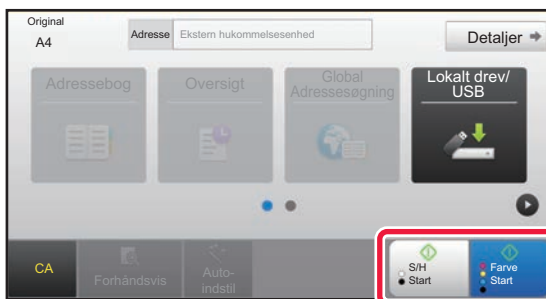 Original
A4
Adresse
Ekstern hukommelsesenhed
Detaljer
Adressebog
Oversigt
Global
Adressesøgning
Lokalt drev/
USB
CA
Forhåndsvis
Auto-
indstil
S/H
Start
Farve
Start